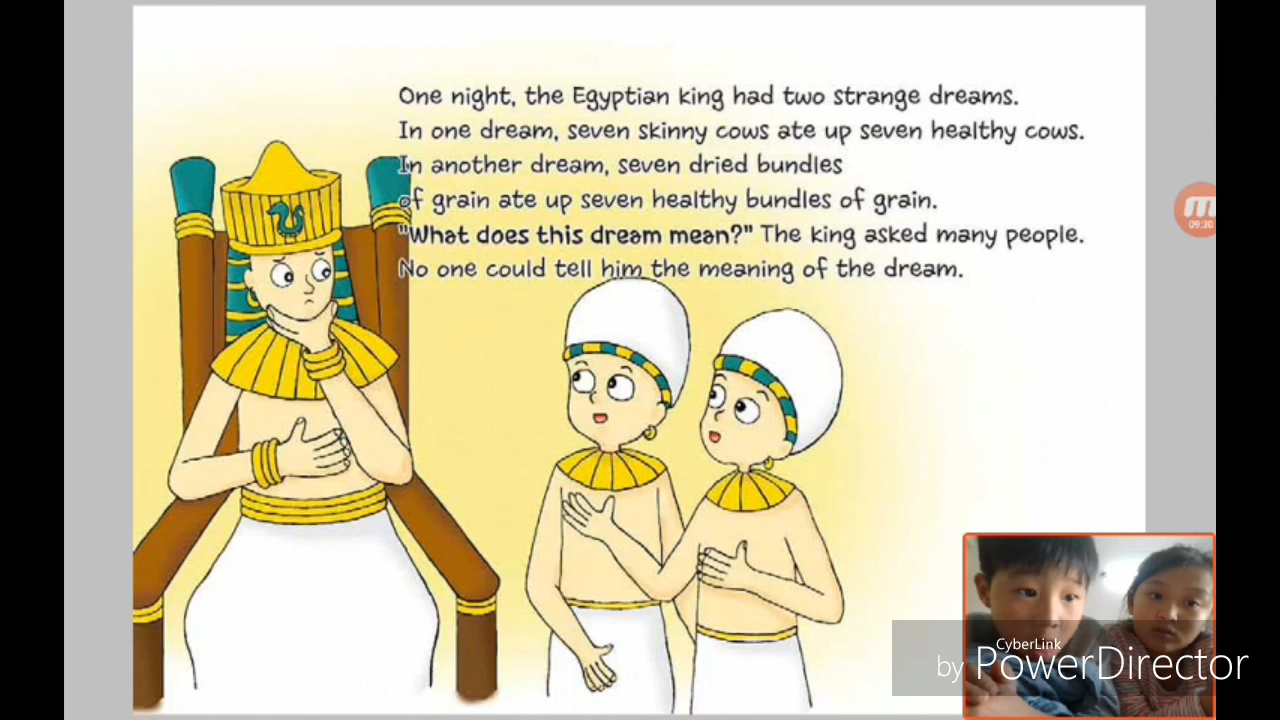 One night, the Egyptian king had two strange dreams.
In one dream, seven skinny cows ate up seven healthy cows.
In another dream, seven dried bundles
of grain ate up seven healthy bundles of grain.
"What does this dream mean?" The king asked many people.
No one could tell him the meaning of the dream.
09:30
CyberLink
by PowerDirector